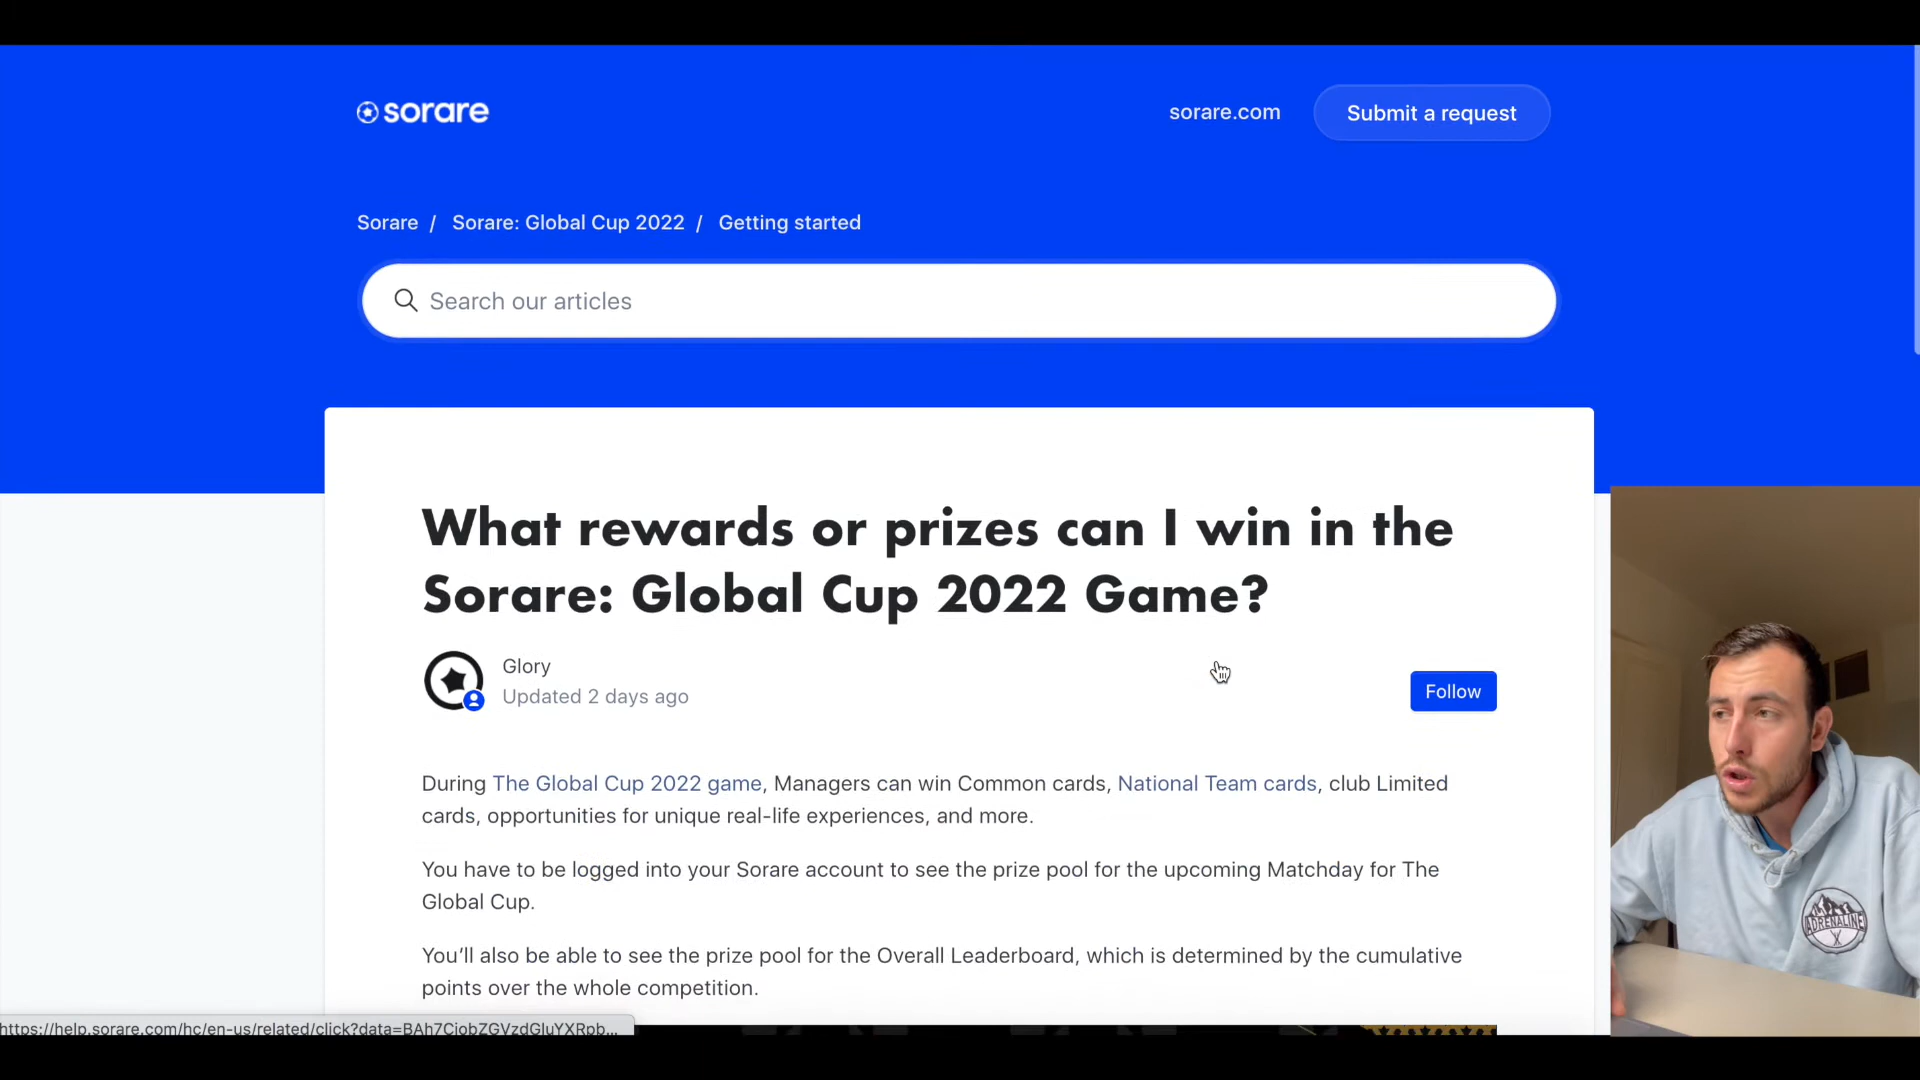 sorare
sorare.com
Submit a request
Sorare / Sorare: Global Cup 2022 / Getting started
Search our articles
What rewards or prizes can I win in the
Sorare: Global Cup 2022 Game?
Glory
Updated 2 days ago
Follow
During The Global Cup 2022 game, Managers can win Common cards, National Team cards, club Limited
cards, opportunities for unique real-life experiences, and more.
You have to be logged into your Sorare account to see the prize pool for the upcoming Matchday for The
Global Cup.
You’ll also be able to see the prize pool for the Overall Leaderboard, which is determined by the cumulative
points over the whole competition.
ADRENALINE